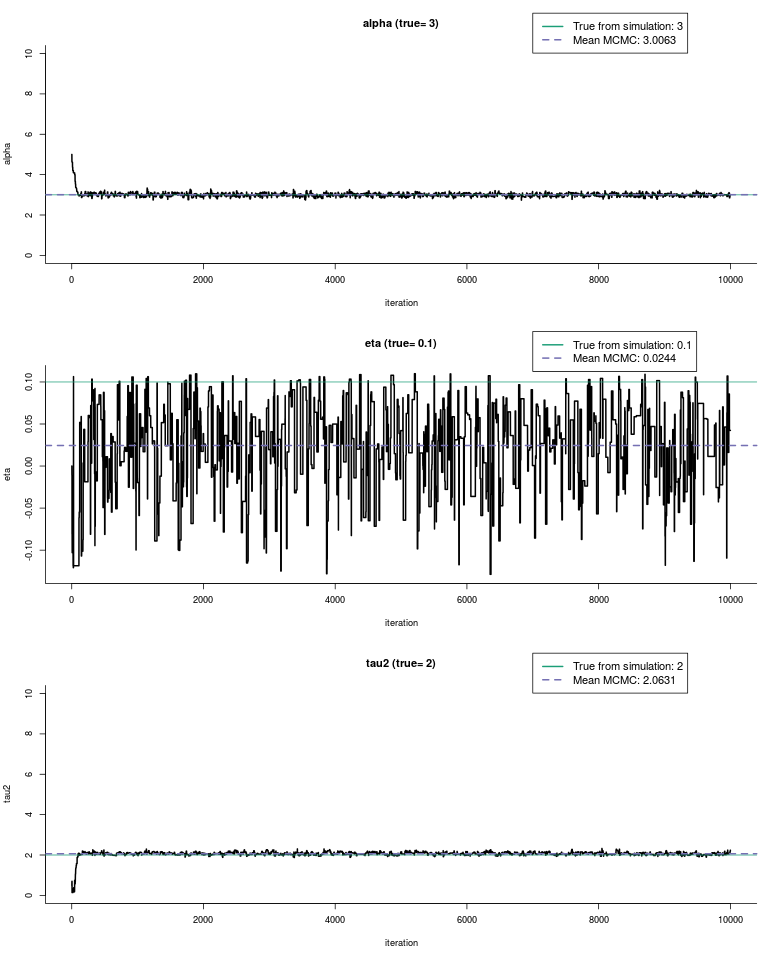 alpha (true= 3)
True from simulation: 3
Mean MCMC: 3.0063
alpha
10
8
6
4
2
0
0 2000 4000 6000 8000 10000
iteration
eta (true= 0.1)
True from simulation: 0.1
Mean MCMC: 0.0244
eta
0.10
0.05
0.00
-0.05
-0.10
0 2000 4000 6000 8000 10000
iteration
tau2 (true= 2)
True from simulation: 2
Mean MCMC: 2.0631
tau2
10
8
6
4
2
0
0 2000 4000 6000 8000 10000
iteration